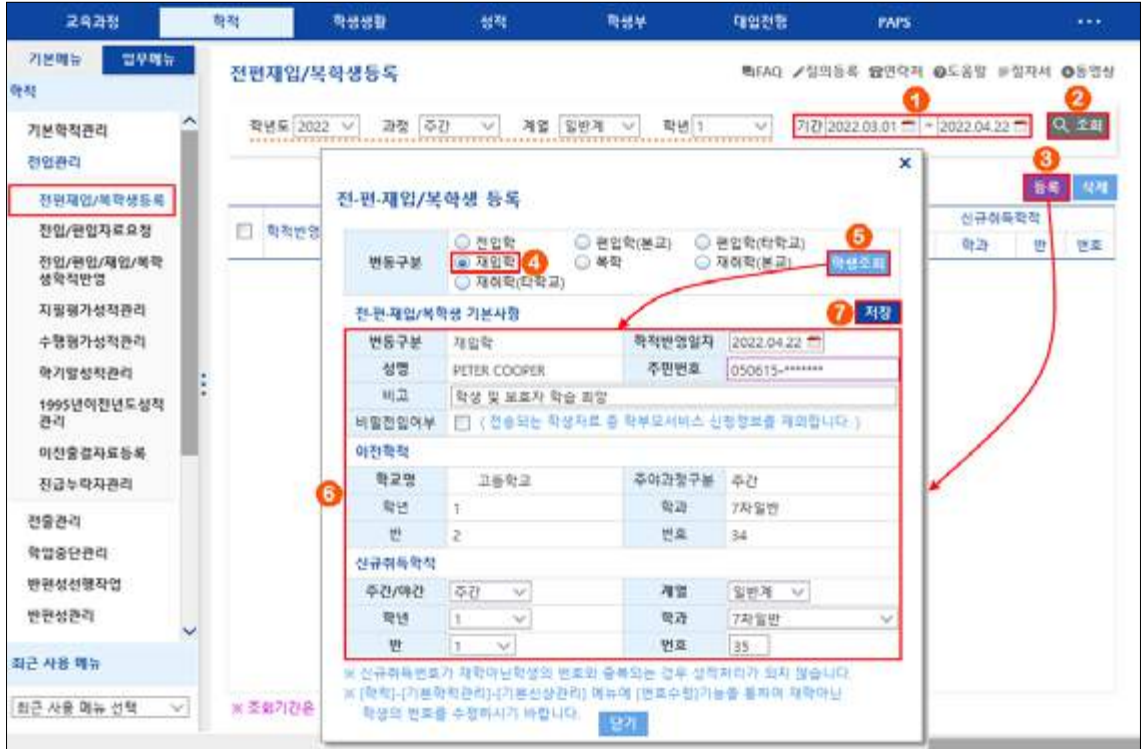 교육과정 학적 학생생활 성적 학생부 대입전형 PAPS ...
기본메뉴 업무메뉴
학적
기본학적관리
전입관리
전편재입/복학생등록
전입/편입자료요청
전입/편입/재입/복학
생학적반영
지필평가성적관리
수행평가성적관리
학기말성적관리
1995년이전년도성적
관리
이전출결자료등록
진급누락자관리
전출관리
학업중단관리
반편성선행작업
반편성관리
최근 사용 메뉴
최근 사용 메뉴 선택
전편재입/복학생등록
FAQ 질의등록 연락처 도움말 절차서 동영상
학년도 2022 과정 주간 계열 일반계 학년 1 기간 2022.03.01 ~ 2022.04.22 조회
1 2
3
등록 삭제
학적반영
신규취득학적
학과 반 번호
※ 조회기간은
전·편·재입/복학생 등록 x
변동구분
전입학 편입학(본교) 편입학(타학교)
재입학 복학 재취학(본교)
재취학(타학교)
4 5
학생조회
전·편·재입/복학생 기본사항 7 저장
변동구분 재입학 학적반영일자 2022.04.22
성명 PETER COOPER 주민번호 050615-*******
비고 학생 및 보호자 학습 희망
비밀전입여부 ( 전송되는 학생자료 중 학부모서비스 신청정보를 제외합니다. )
이전학적
6
학교명 고등학교 주야과정구분 주간
학년 1 학과 7차일반
반 2 번호 34
신규취득학적
주간/야간 주간 계열 일반계
학년 1 학과 7차일반
반 1 번호 35
※ 신규취득번호가 재학아닌학생의 번호와 중복되는 경우 성적처리가 되지 않습니다.
※ [학적]-[기본학적관리]-[기본신상관리] 메뉴에 [번호수정]기능을 통하여 재학아닌
학생의 번호를 수정하시기 바랍니다.
닫기